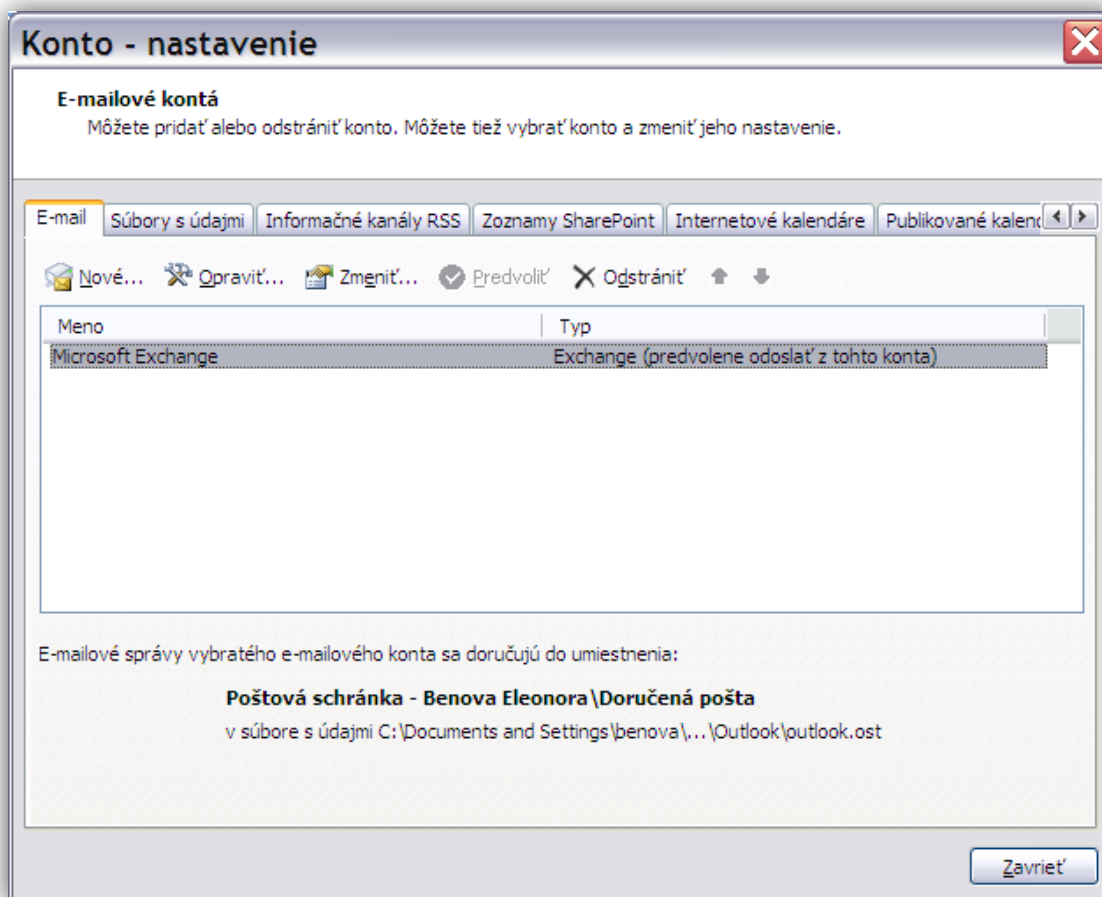 Konto - nastavenie
E-mailové kontá
Môžete pridať alebo odstrániť konto. Môžete tiež vybrať konto a zmeniť jeho nastavenie.
E-mail Súbory s údajmi Informačné kanály RSS Zoznamy SharePoint Internetové kalendáre Publikované kalend
Nové... Opraviť... Zmeniť... Predvoliť Odstrániť
Meno Typ
Microsoft Exchange Exchange (predvolene odoslať z tohto konta)
E-mailové správy vybratého e-mailového konta sa doručujú do umiestnenia:
Poštová schránka - Benova Eleonora\Doručená pošta
v súbore s údajmi C:\Documents and Settings\benova\...\Outlook\outlook.ost
Zavrieť